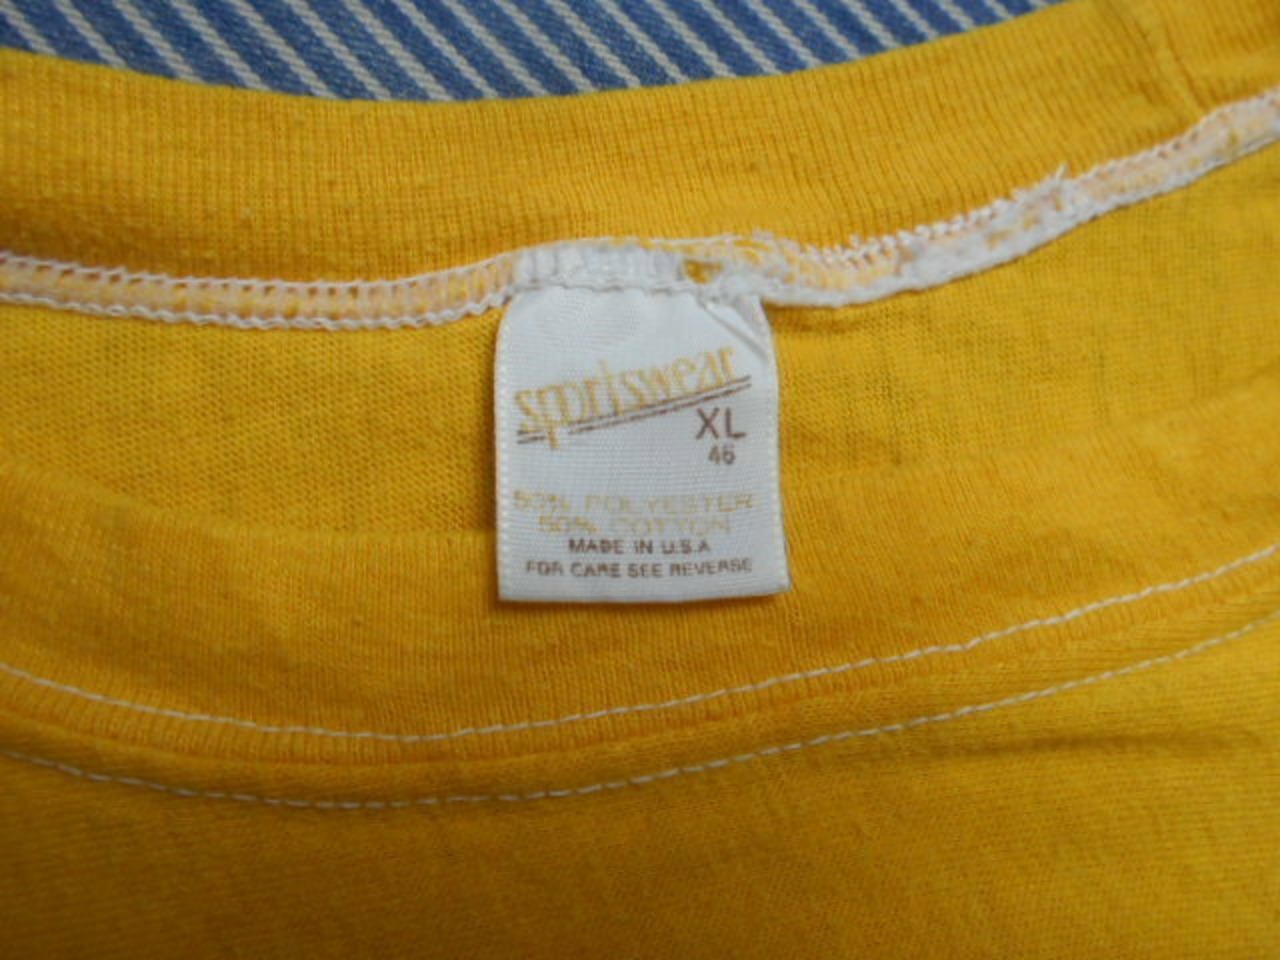 sportswear
XL
46
50% POLYESTER
50% COTTON
MADE IN U.S.A
FOR CARE SEE REVERSE